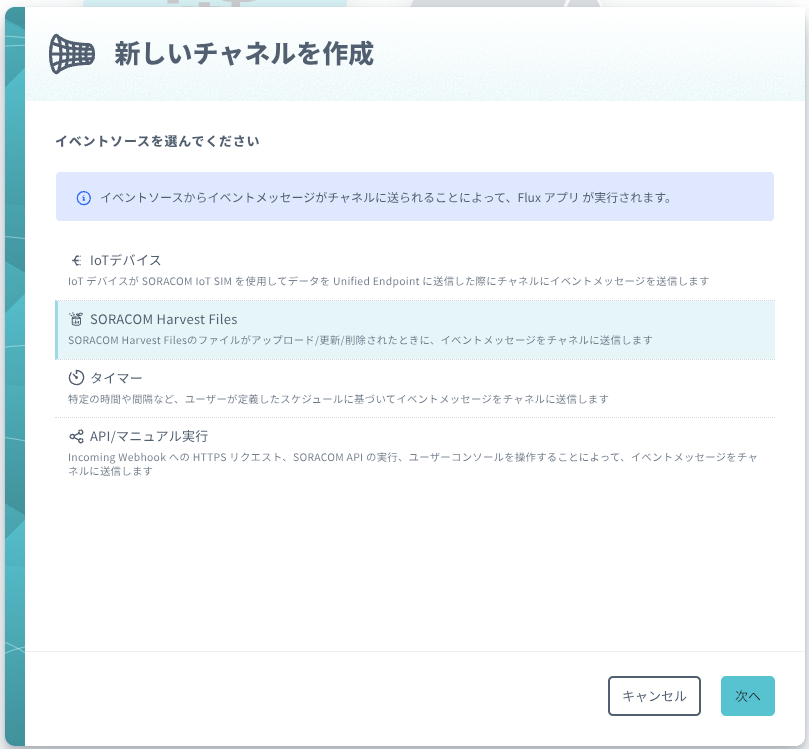 新しいチャネルを作成
イベントソースを選んでください
イベントソースからイベントメッセージがチャネルに送られることによって、Flux アプリ が実行されます。
IoTデバイス
IoT デバイスが SORACOM IoT SIM を使用してデータを Unified Endpoint に送信した際にチャネルにイベントメッセージを送信します
SORACOM Harvest Files
SORACOM Harvest Filesのファイルがアップロード/更新/削除されたときに、イベントメッセージをチャネルに送信します
タイマー
特定の時間や間隔など、ユーザーが定義したスケジュールに基づいてイベントメッセージをチャネルに送信します
API/マニュアル実行
Incoming Webhook への HTTPS リクエスト、SORACOM API の実行、ユーザーコンソールを操作することによって、イベントメッセージをチャ
ネルに送信します
キャンセル
次へ